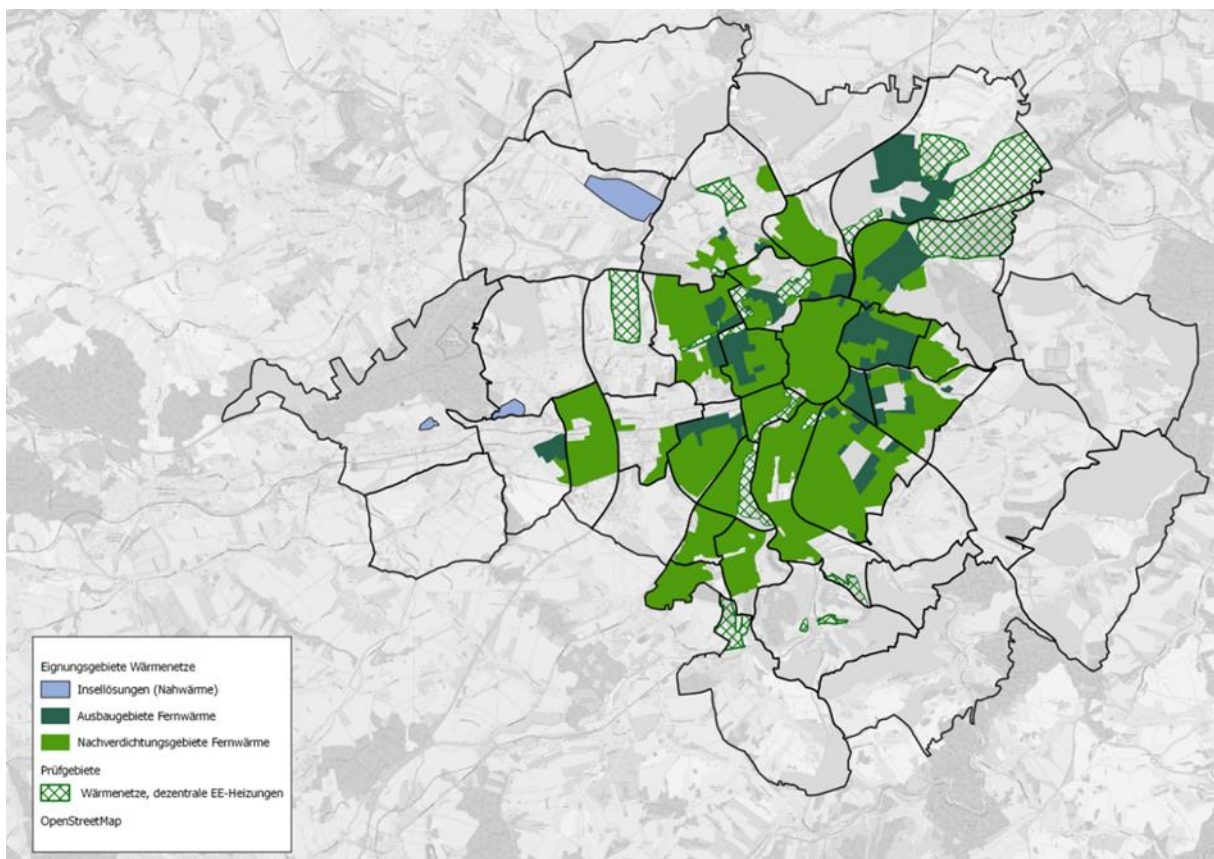 Eignungsgebiete Wärmenetze
Insellösungen (Nahwärme)
Ausbaugebiete Fernwärme
Nachverdichtungsgebiete Fernwärme
Prüfgebiete
Wärmenetze, dezentrale EE-Heizungen
OpenStreetMap